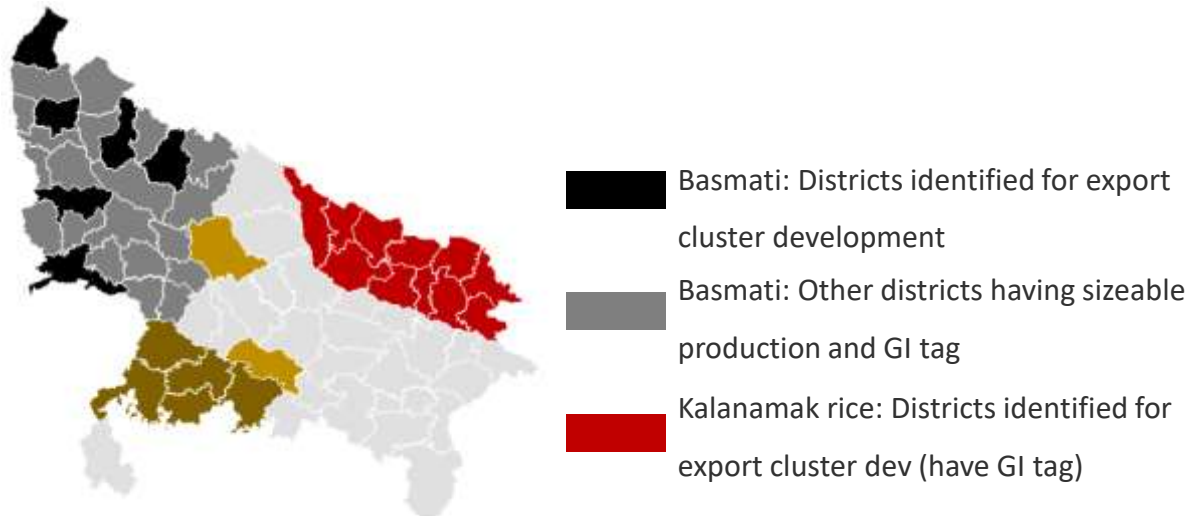 Basmati: Districts identified for export
cluster development
Basmati: Other districts having sizeable
production and GI tag
Kalanamak rice: Districts identified for
export cluster dev (have GI tag)